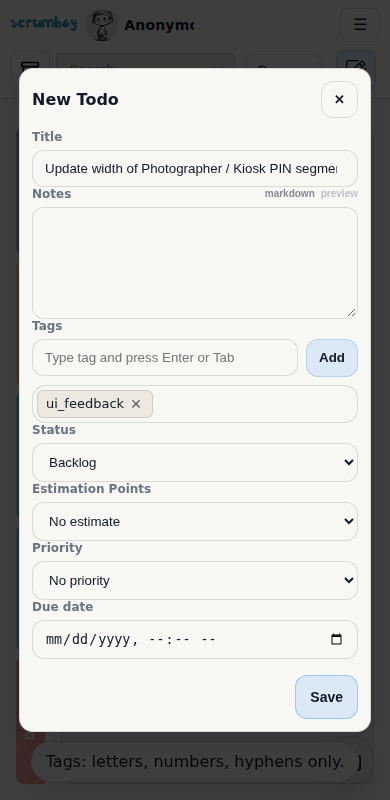 scrumboy
Anonymo
Search
New Todo
×
Title
Update width of Photographer / Kiosk PIN segme
Notes
markdown preview
Tags
Type tag and press Enter or Tab
Add
ui_feedback ×
Status
Backlog
Estimation Points
No estimate
Priority
No priority
Due date
mm/dd/yyyy, --:-- --
Save
Tags: letters, numbers, hyphens only.